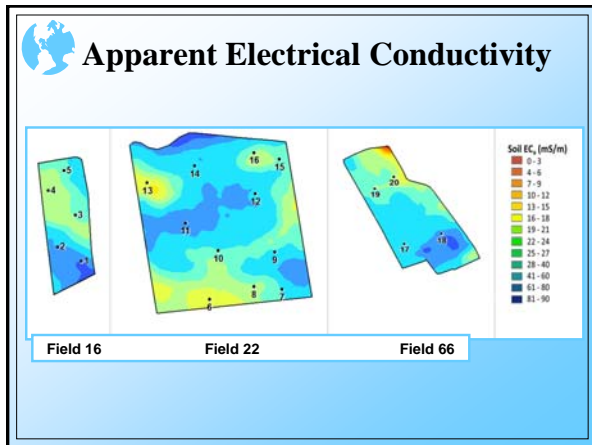 Apparent Electrical Conductivity
5
4
3
2
1
14
16
15
13
12
11
10
9
8
7
6
20
19
18
17
Soil ECa (mS/m)
0 - 3
4 - 6
7 - 9
10 - 12
13 - 15
16 - 18
19 - 21
22 - 24
25 - 27
28 - 40
41 - 60
61 - 80
81 - 90
Field 16 Field 22 Field 66